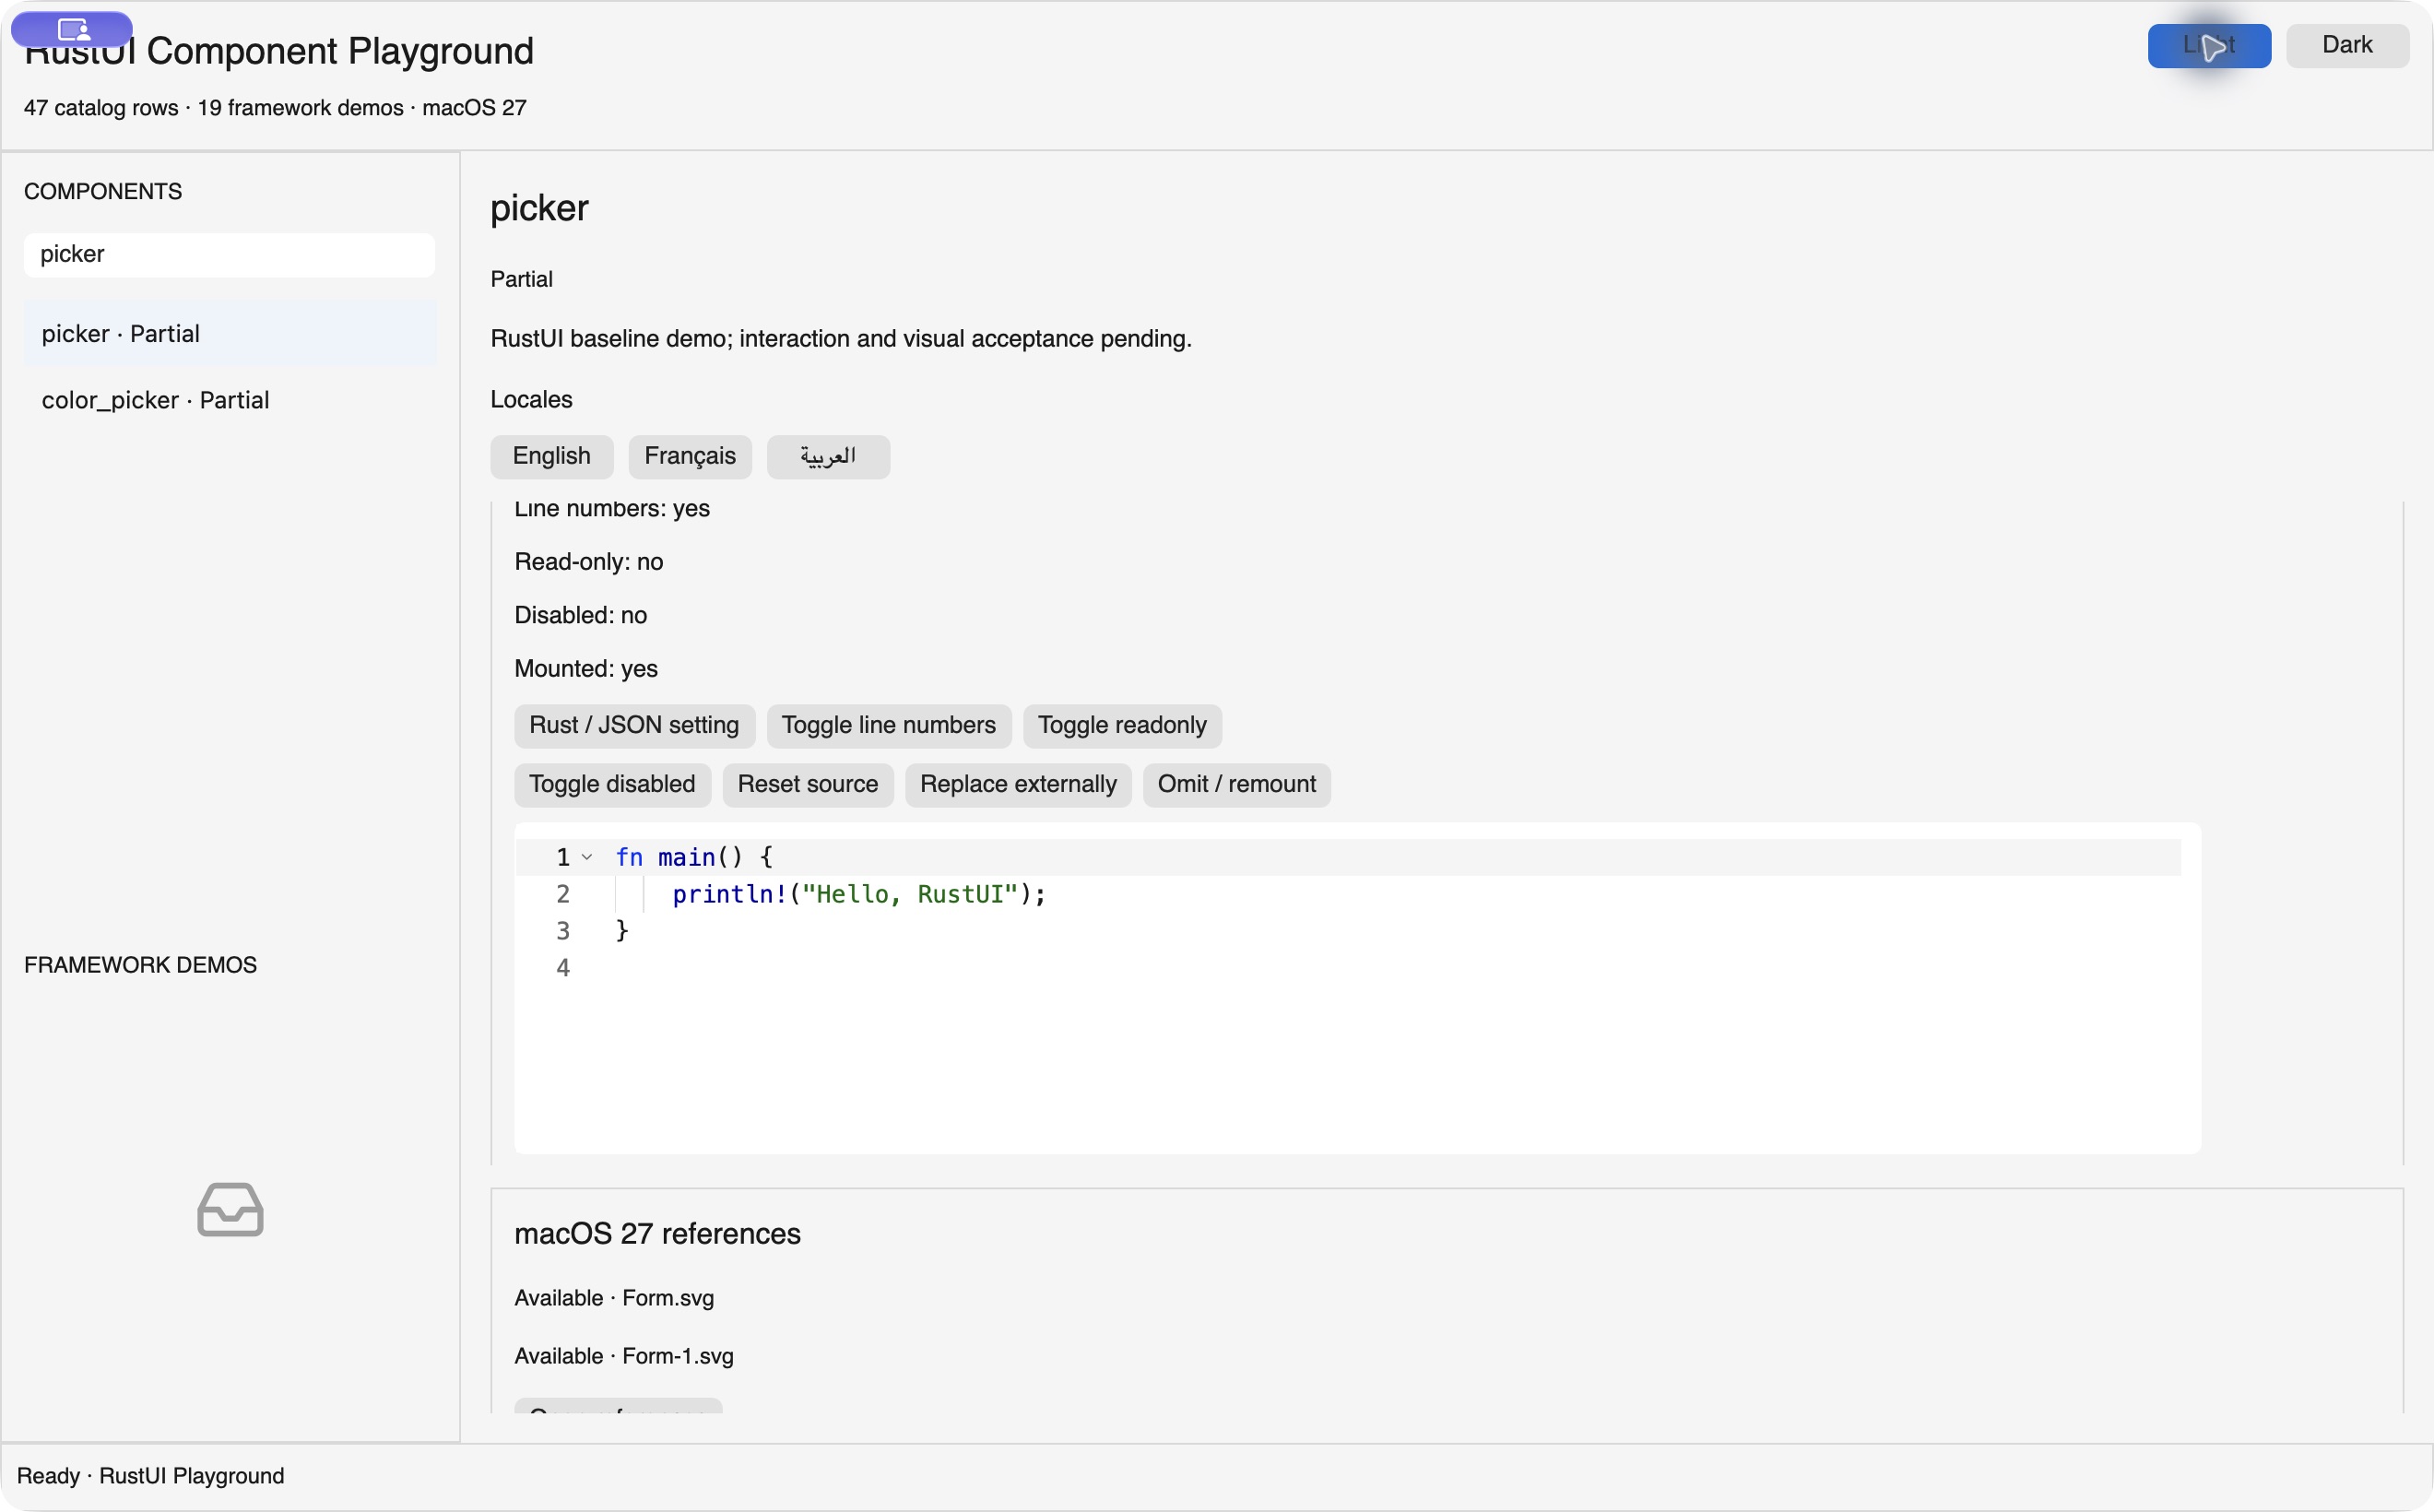 RustUI Component Playground
Dark
47 catalog rows · 19 framework demos · macOS 27
COMPONENTS
picker
picker · Partial
color_picker · Partial
FRAMEWORK DEMOS
picker
Partial
RustUI baseline demo; interaction and visual acceptance pending.
Locales
English Français العربية
Line numbers: yes
Read-only: no
Disabled: no
Mounted: yes
Rust / JSON setting Toggle line numbers Toggle readonly
Toggle disabled Reset source Replace externally Omit / remount
1 fn main() {
2 println!("Hello, RustUI");
3 }
4
macOS 27 references
Available · Form.svg
Available · Form-1.svg
Ready · RustUI Playground